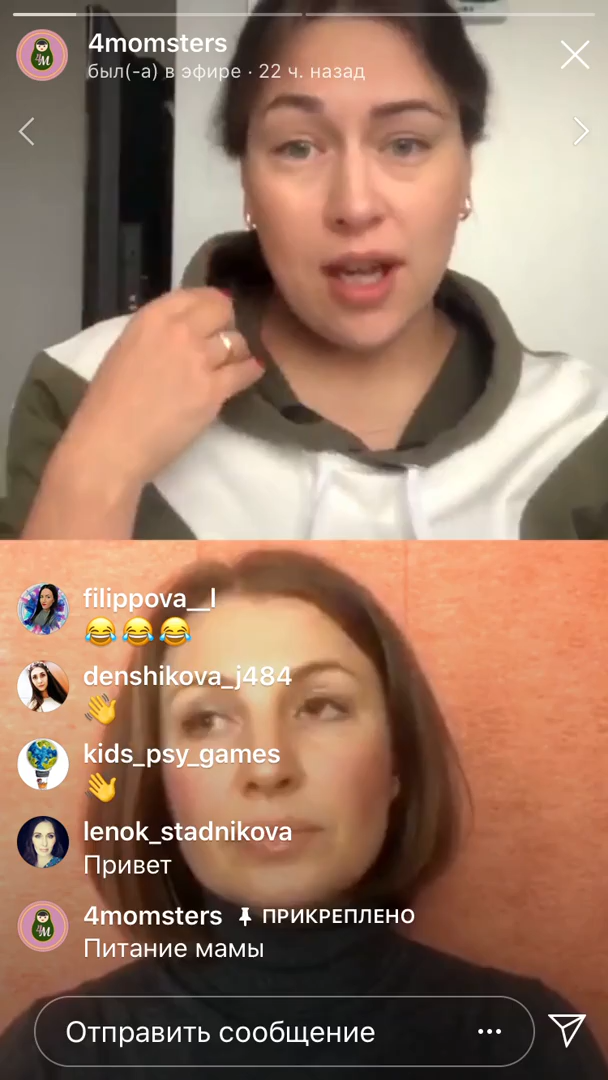 4momsters
был(-а) в эфире · 22 ч. назад
filippova__l
😂😂😂
denshikova_j484
👋
kids_psy_games
👋
lenok_stadnikova
Привет
4momsters ПРИКРЕПЛЕНО
Питание мамы
Отправить сообщение